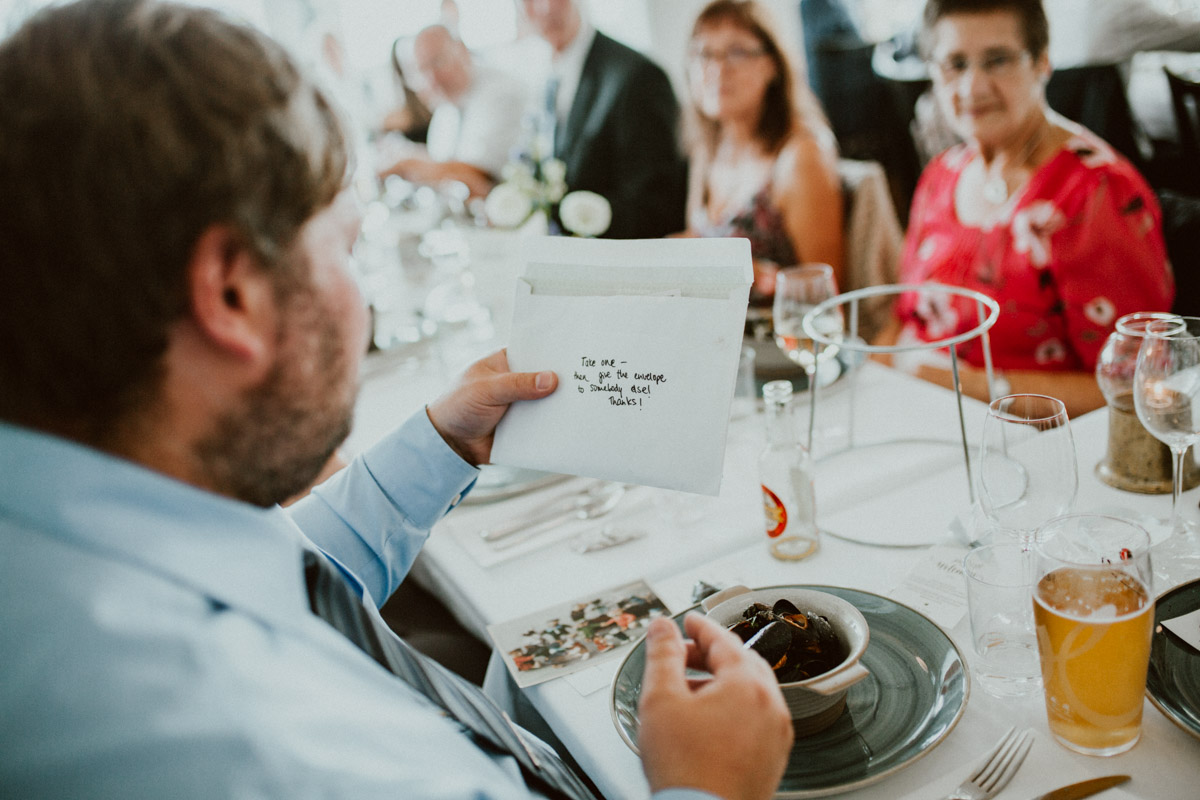 Take one –
then give the envelope
to somebody else!
Thanks!